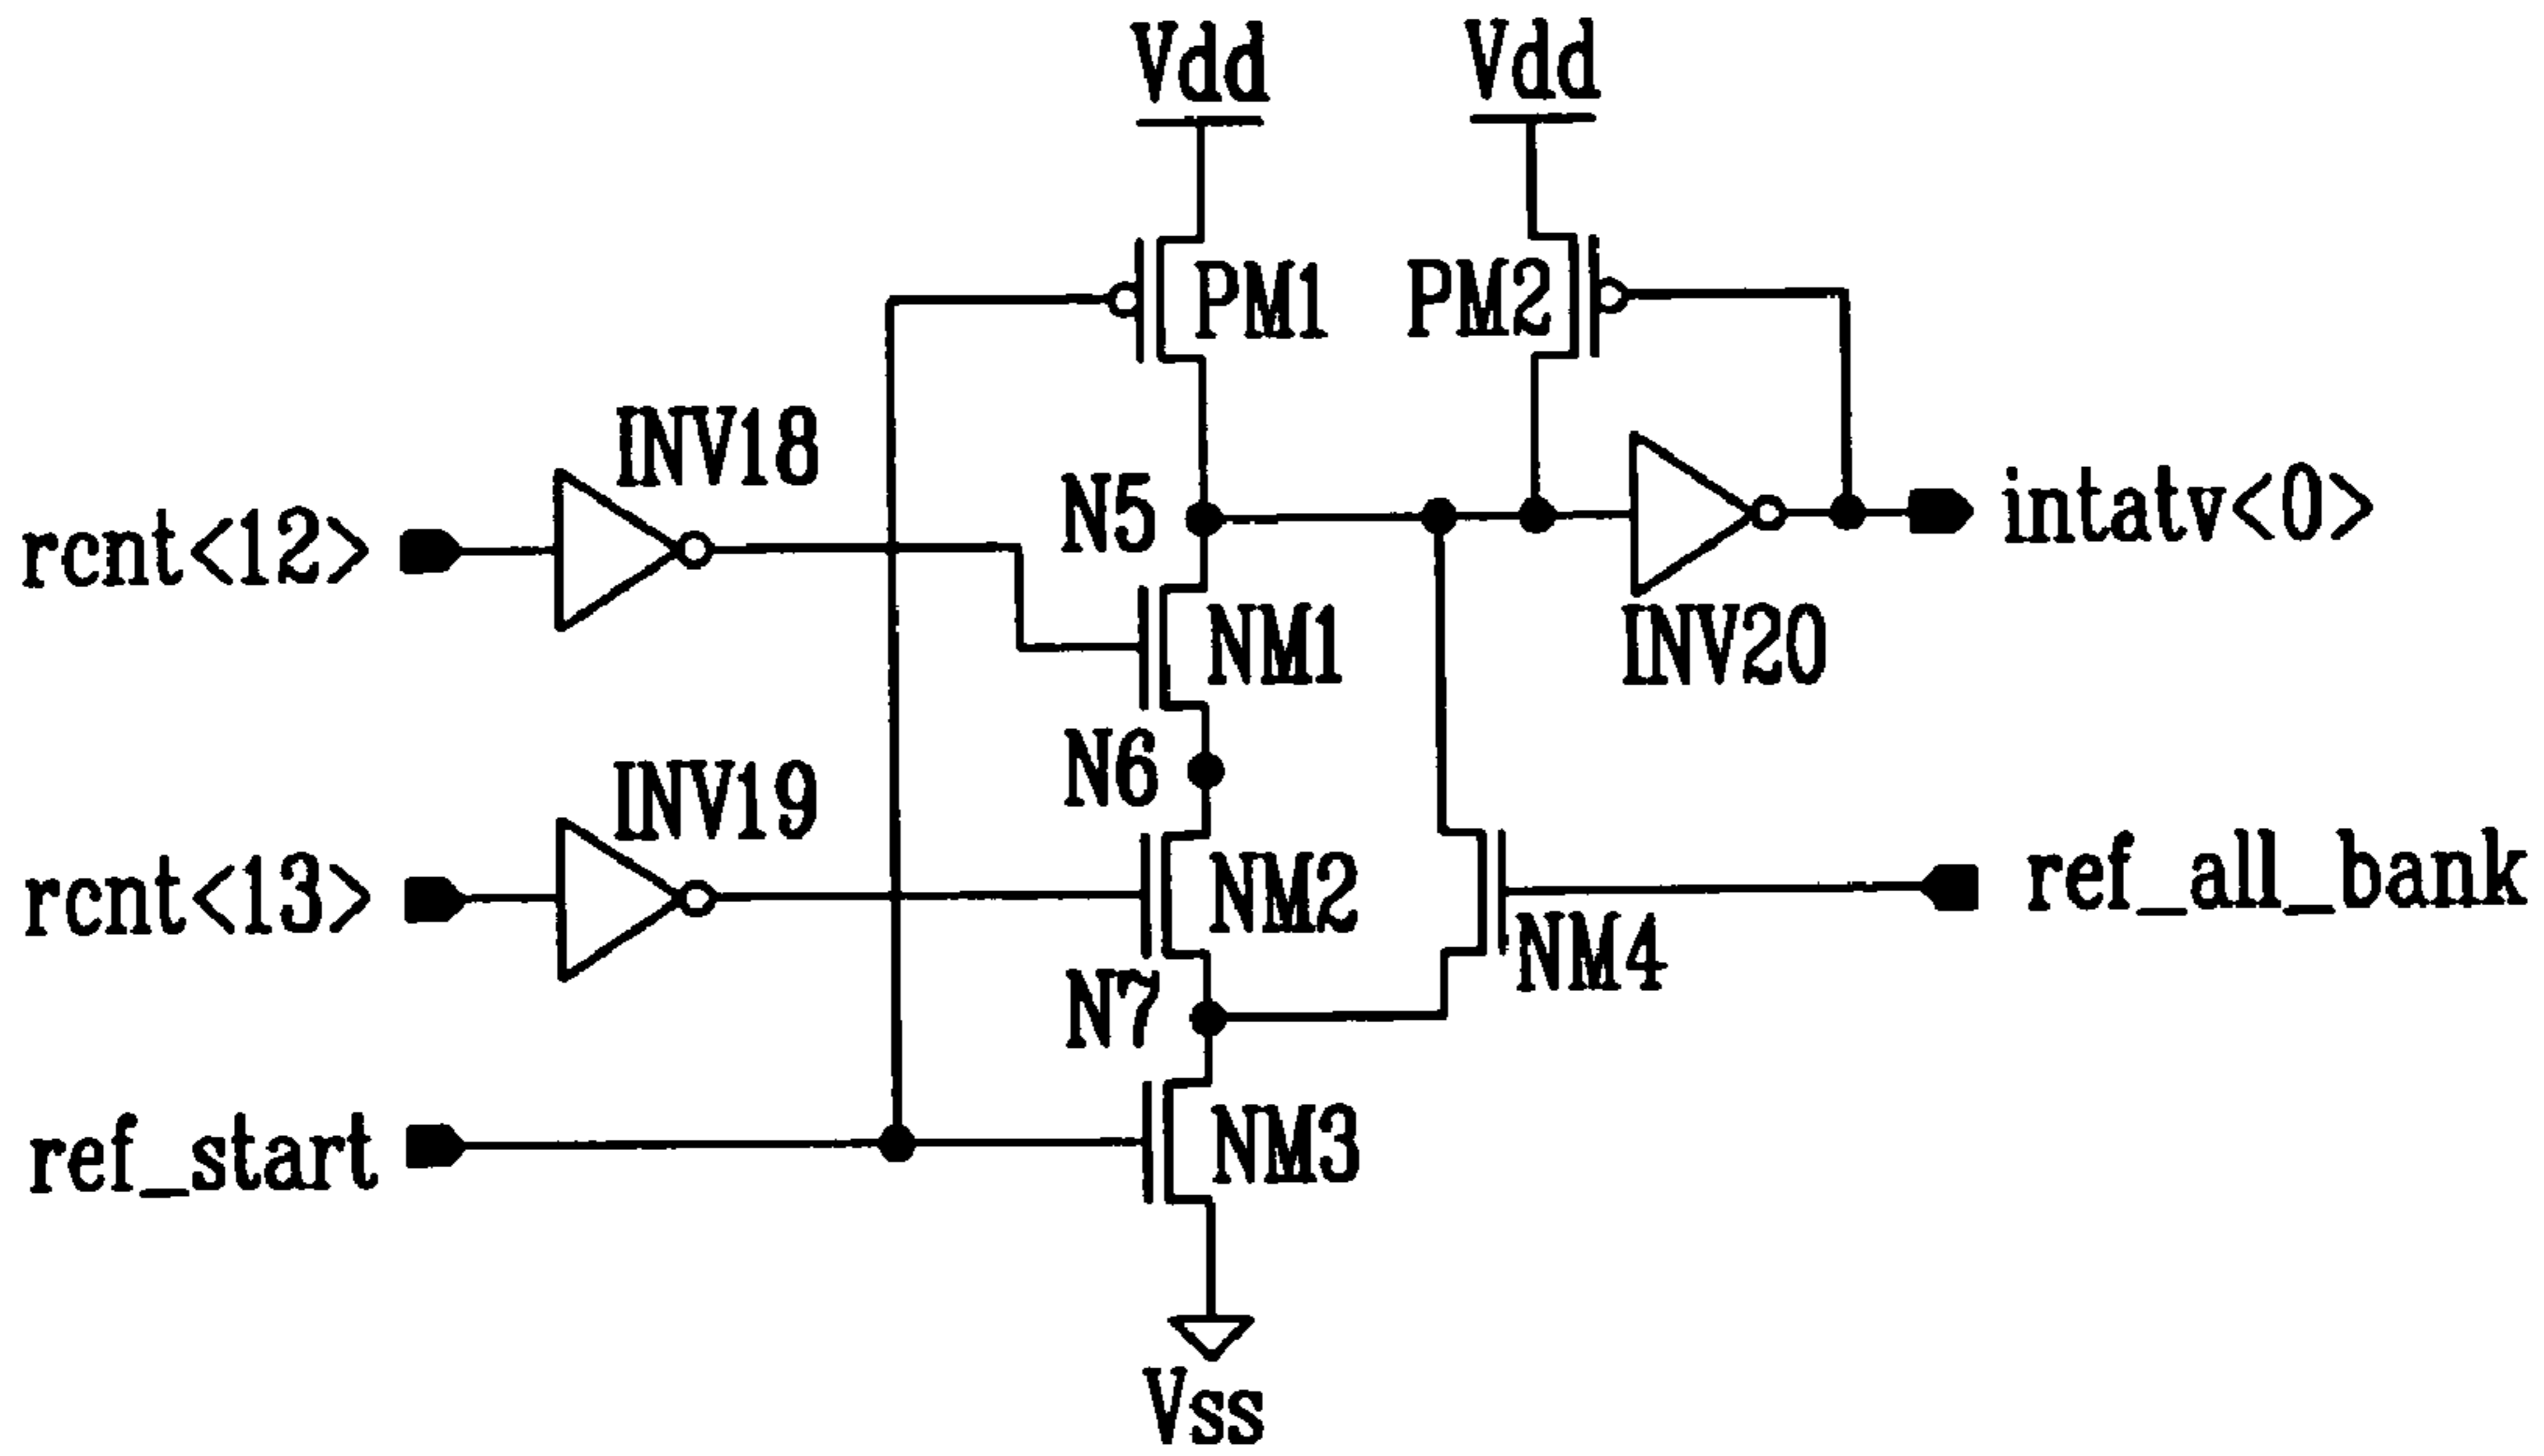 Vdd
Vdd
PM1
PM2
INV18
N5
intatv<0>
rcnt<12>
NM1
INV20
N6
INV19
rcnt<13>
NM2
ref_all_bank
NM4
N7
ref_start
NM3
Vss